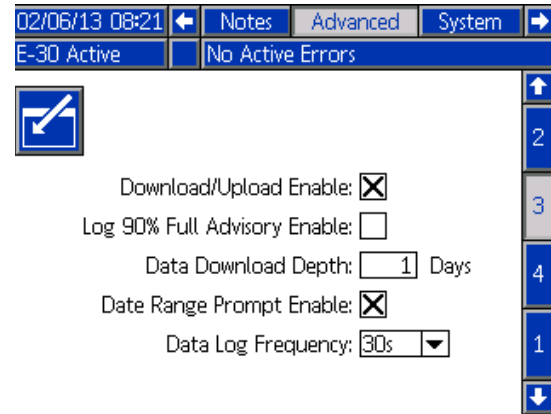 02/06/13 08:21 Notes Advanced System
E-30 Active No Active Errors
2
Download/Upload Enable:
3
Log 90% Full Advisory Enable:
Data Download Depth: 1 Days
4
Date Range Prompt Enable:
Data Log Frequency: 30s
1